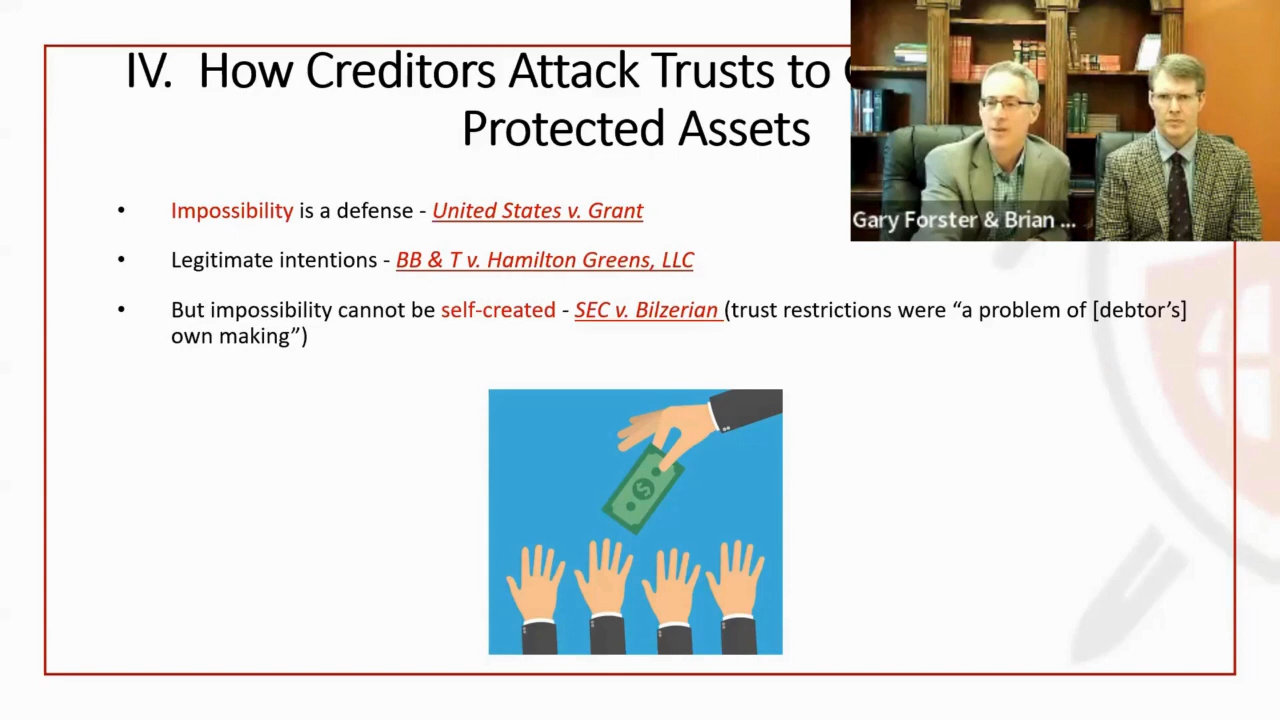 IV. How Creditors Attack Trusts to
Protected Assets
• Impossibility is a defense - United States v. Grant
• Legitimate intentions - BB & T v. Hamilton Greens, LLC
• But impossibility cannot be self-created - SEC v. Bilzerian (trust restrictions were “a problem of [debtor’s]
own making”)
Gary Forster & Brian ...